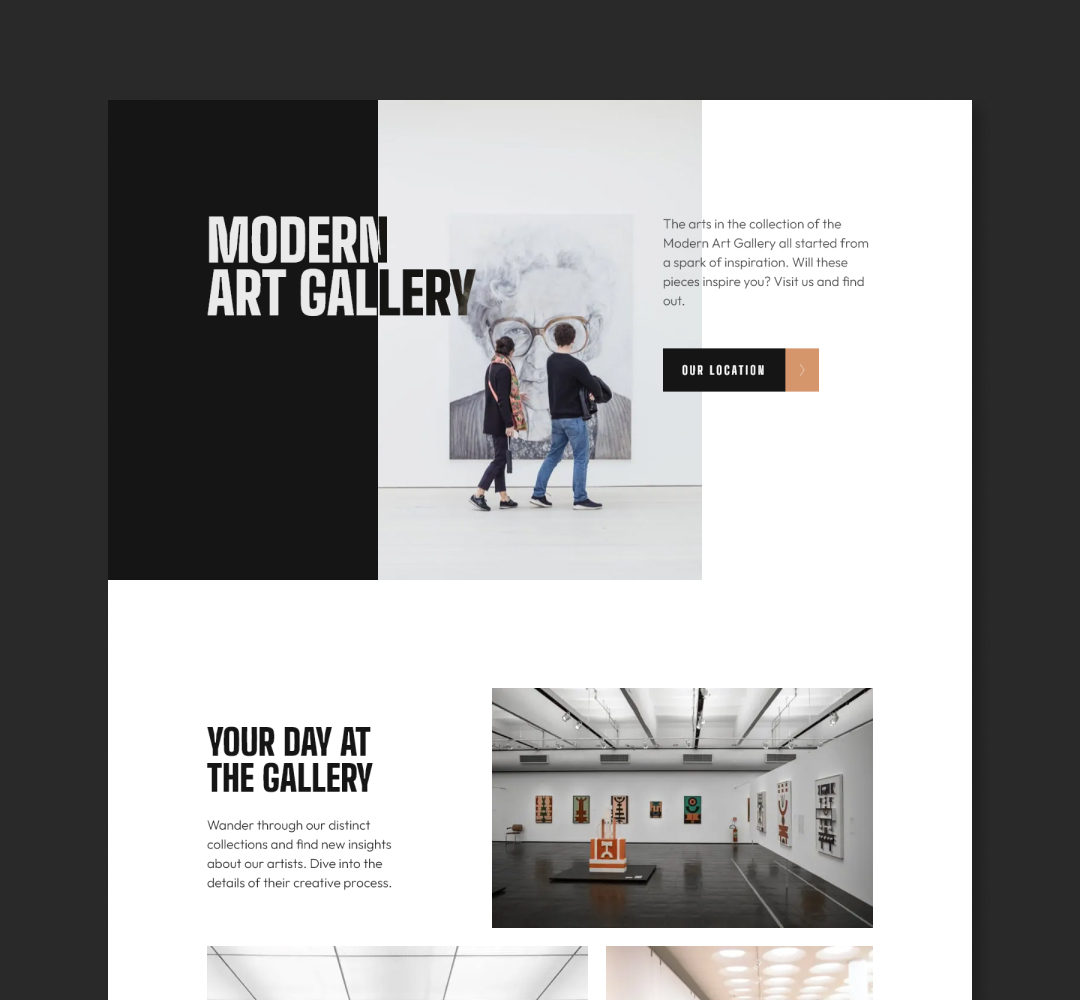 MODERN
ART GALLERY
The arts in the collection of the
Modern Art Gallery all started from
a spark of inspiration. Will these
pieces inspire you? Visit us and find
out.
OUR LOCATION
YOUR DAY AT
THE GALLERY
Wander through our distinct
collections and find new insights
about our artists. Dive into the
details of their creative process.